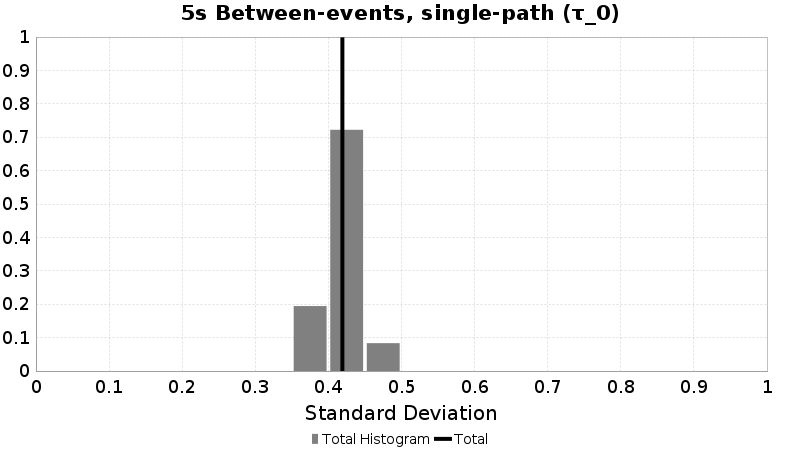 5s Between-events, single-path (τ_0)
1
0.9
0.8
0.7
0.6
0.5
0.4
0.3
0.2
0.1
0
0 0.1 0.2 0.3 0.4 0.5 0.6 0.7 0.8 0.9 1
Standard Deviation
Total Histogram Total